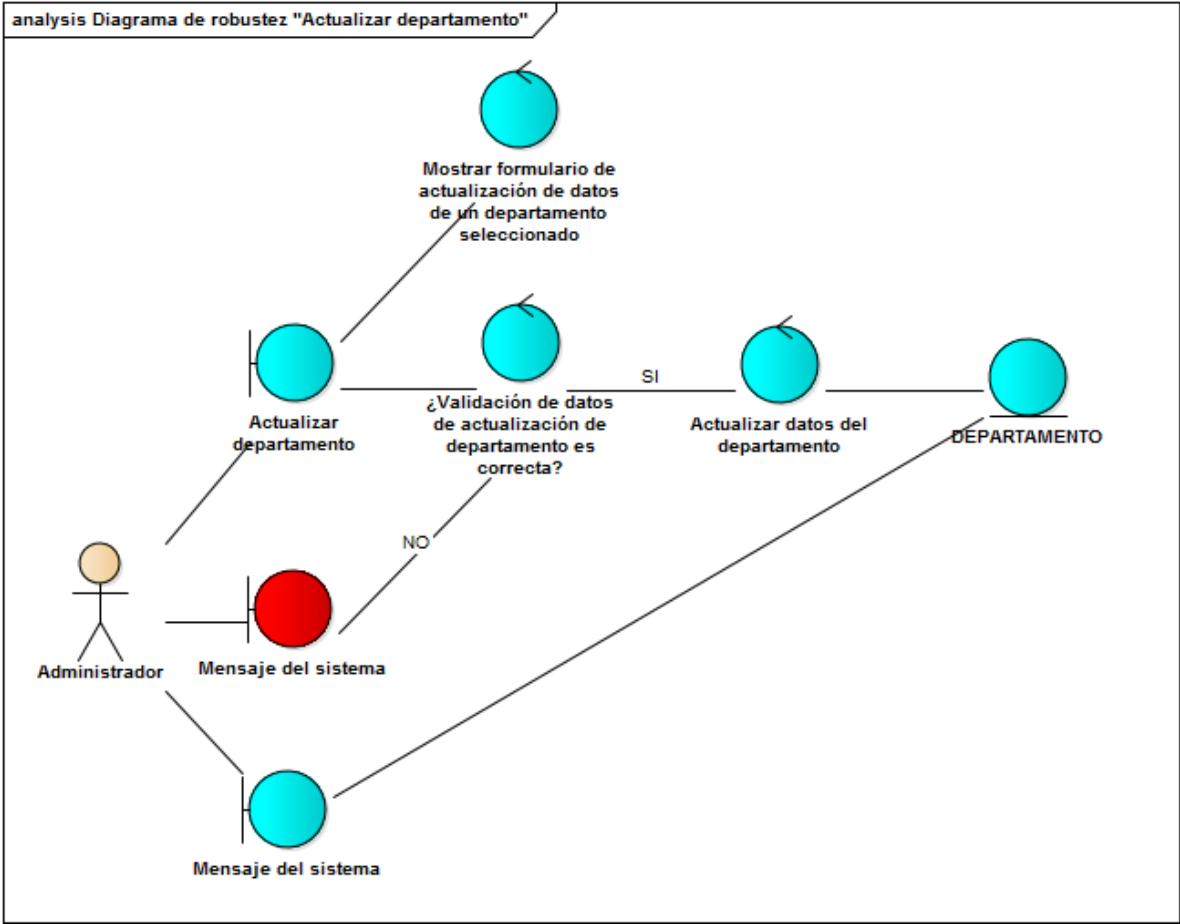 analysis Diagrama de robustez "Actualizar departamento"
Mostrar formulario de
actualización de datos
de un departamento
seleccionado
Actualizar
departamento
¿Validación de datos
de actualización de
departamento es
correcta?
SI
Actualizar datos del
departamento
DEPARTAMENTO
NO
Administrador
Mensaje del sistema
Mensaje del sistema